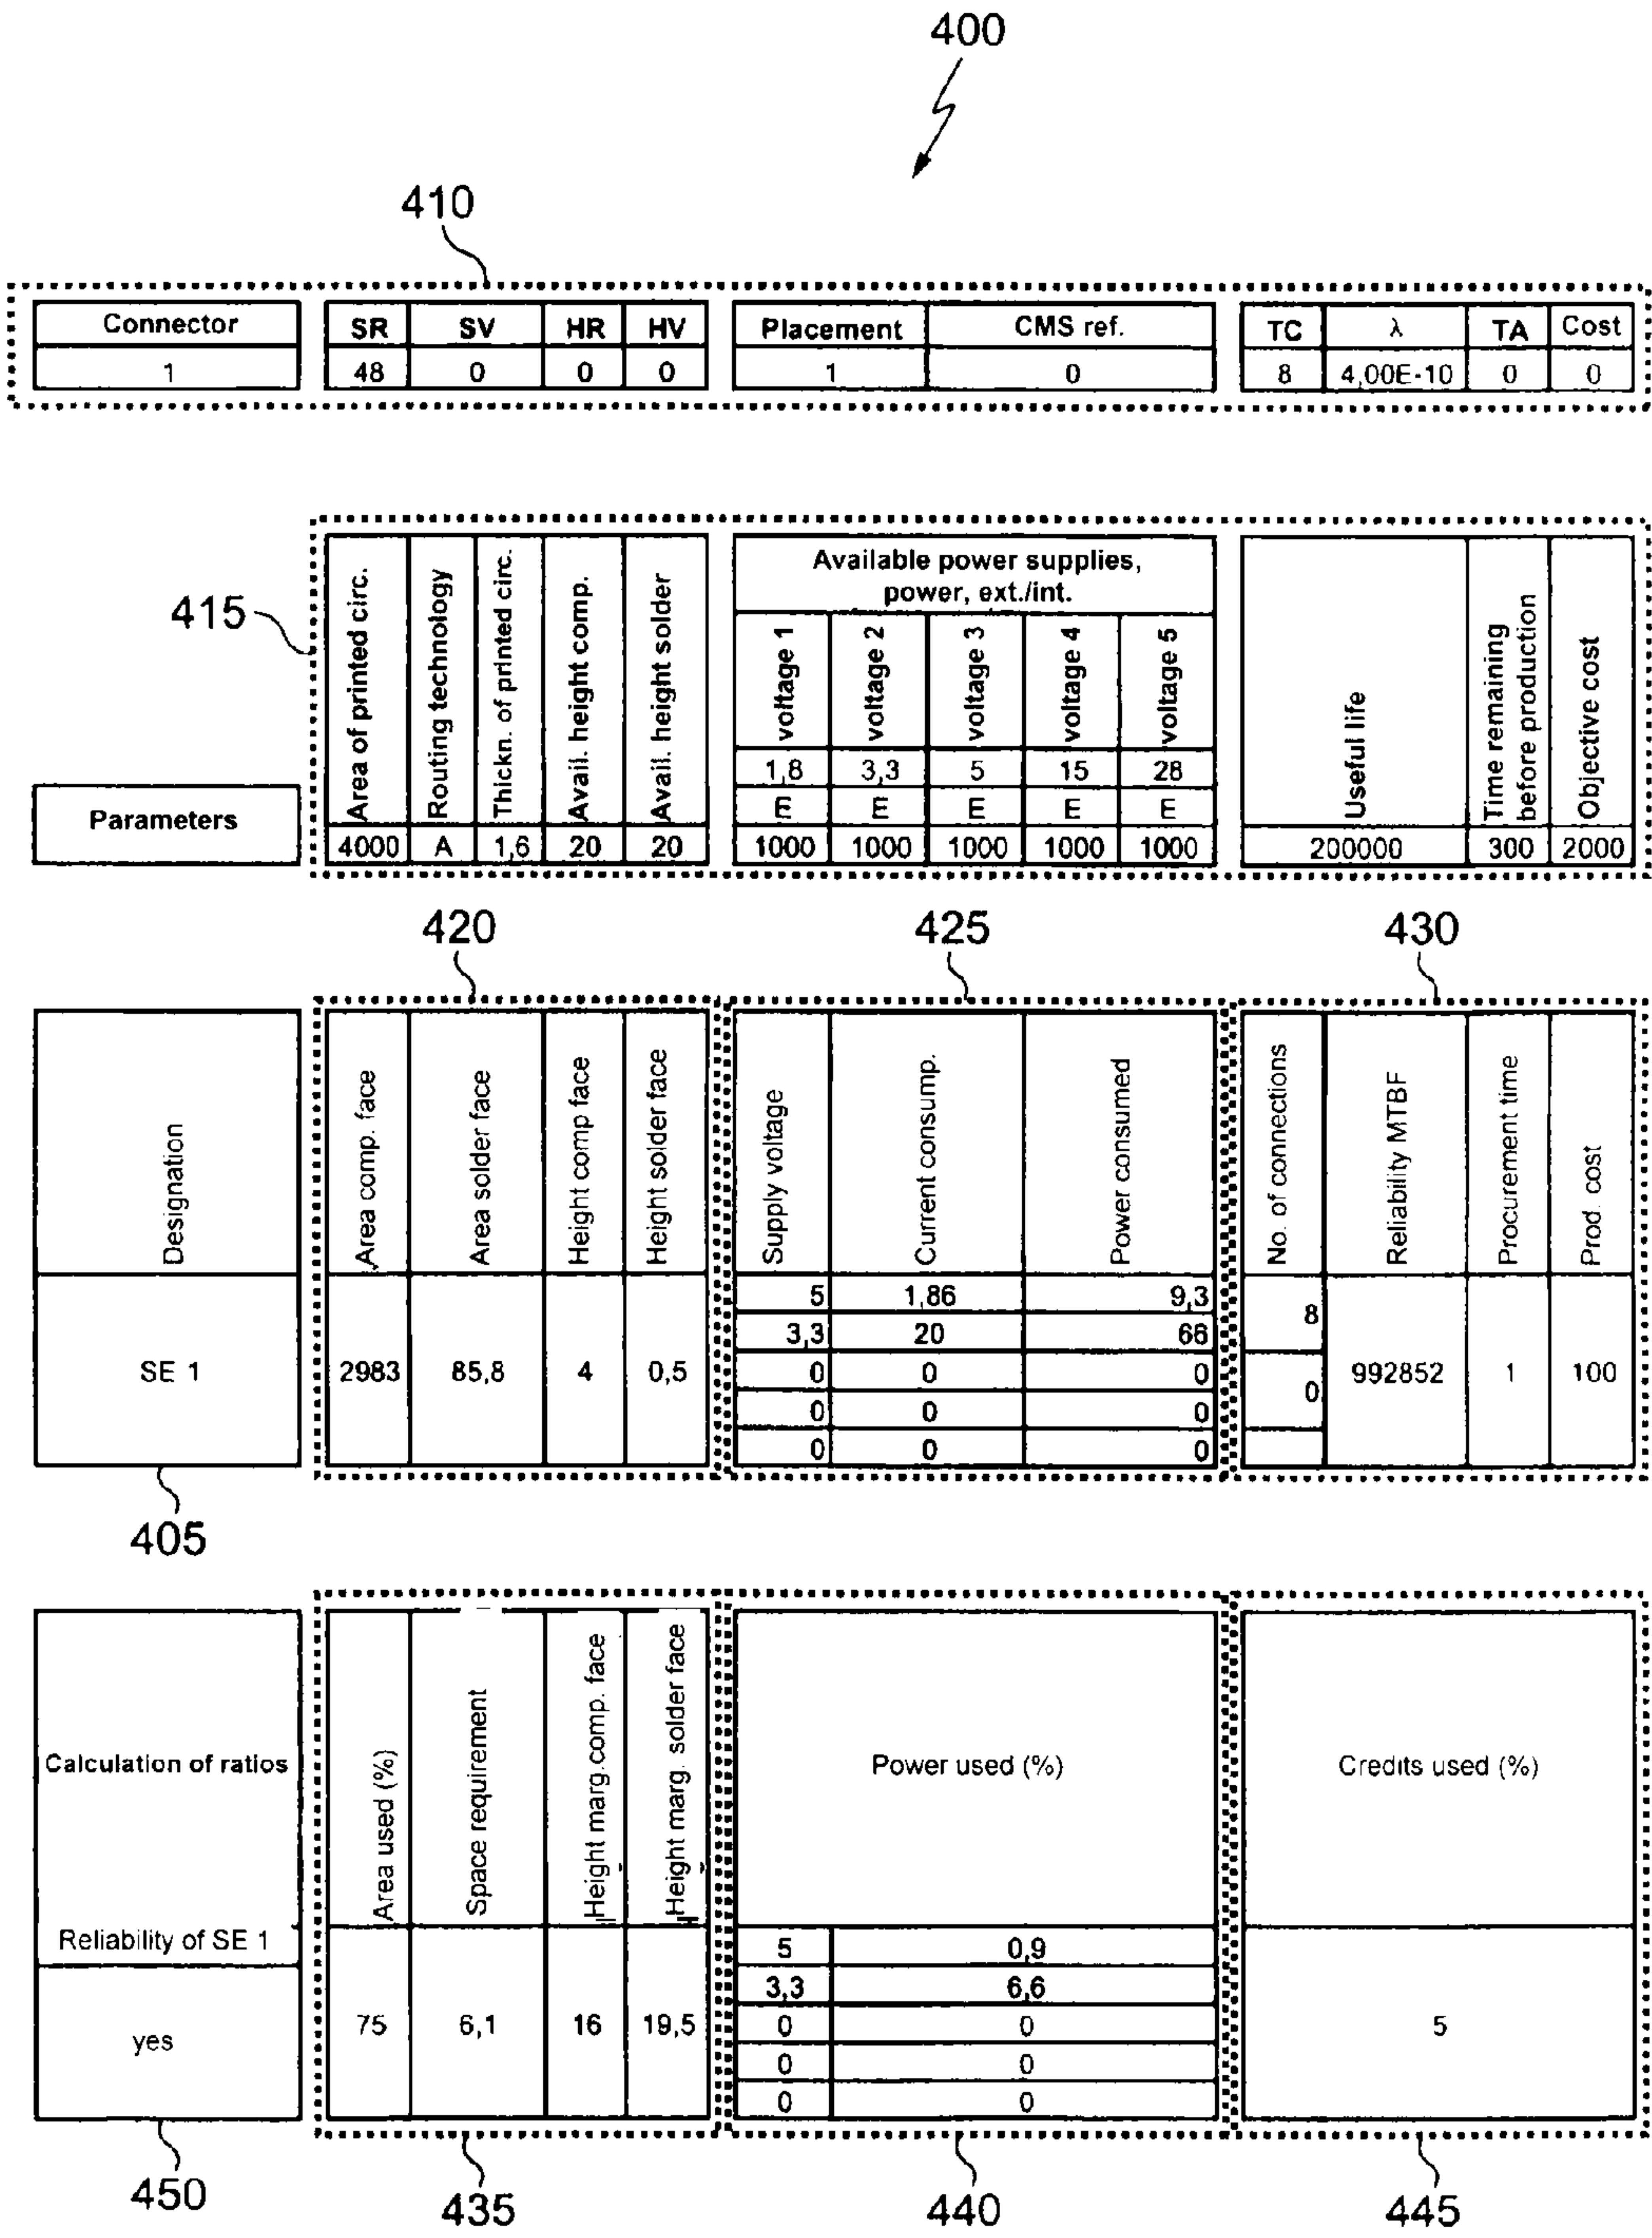 400
410
Connector SR SV HR HV Placement CMS ref. TC λ TA Cost
1 48 0 0 0 1 0 8 4,00E-10 0 0
415
Parameters
Area of printed circ.
Routing technology
Thickn. of printed circ.
Avail. height comp.
Avail. height solder
Available power supplies,
power, ext./int.
voltage 1
voltage 2
voltage 3
voltage 4
voltage 5
Useful life
Time remaining
before production
Objective cost
1,8 3,3 5 15 28
E E E E E
4000 A 1,6 20 20 1000 1000 1000 1000 1000 200000 300 2000
420 425 430
Designation
Area comp. face
Area solder face
Height comp face
Height solder face
Supply voltage
Current consump.
Power consumed
No. of connections
Reliability MTBF
Procurement time
Prod. cost
SE 1 2983 85,8 4 0,5
5 1,86 9,3
3,3 20 66
0 0 0
0 0 0
0 0 0
8
0
992852 1 100
405
Calculation of ratios
Reliability of SE 1
yes
Area used (%)
Space requirement
Height marg.comp. face
Height marg. solder face
Power used (%)
Credits used (%)
75 6,1 16 19,5
5 0,9
3,3 6,6
0 0
0 0
0 0
5
450 435 440 445